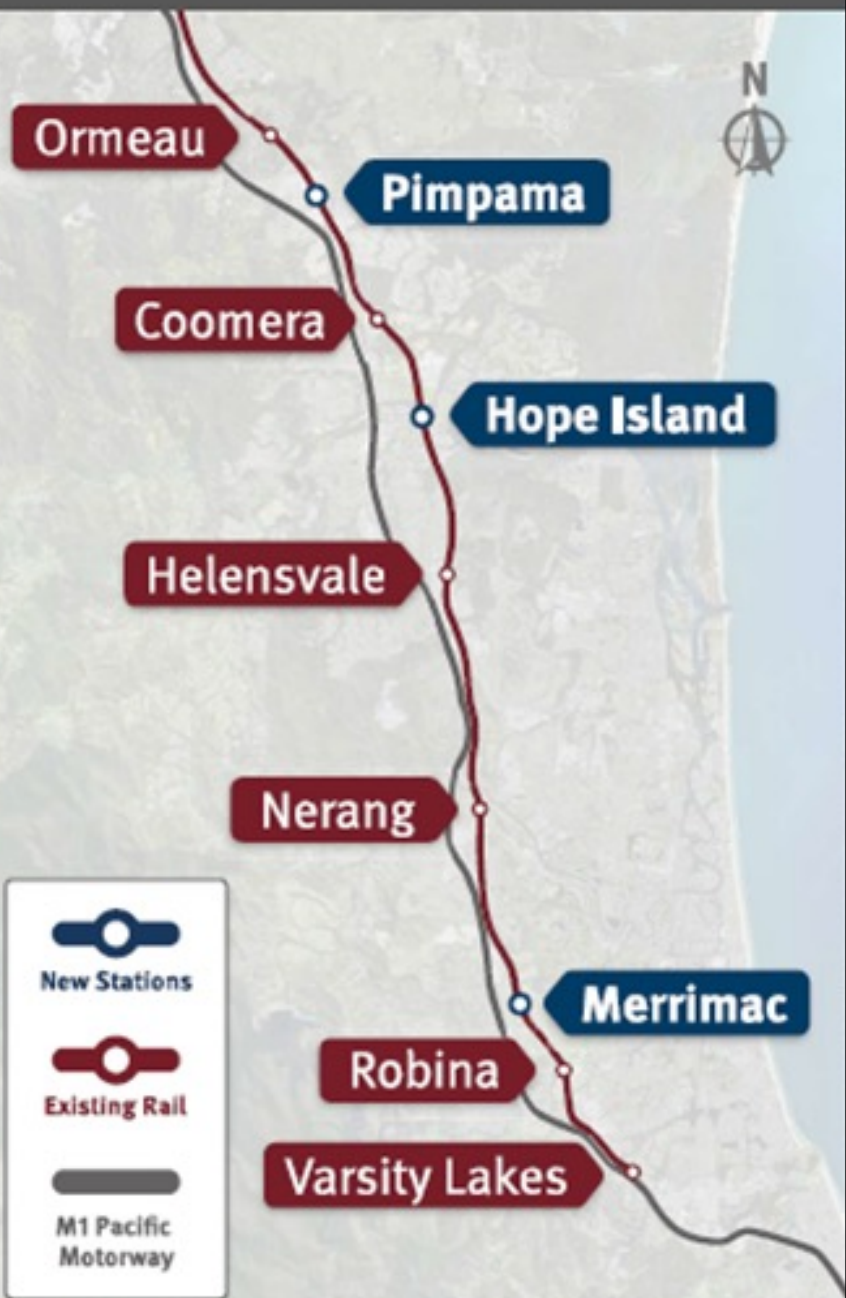 N
Ormeau
Pimpama
Coomera
Hope Island
Helensvale
Nerang
Merrimac
Robina
Varsity Lakes
New Stations
Existing Rail
M1 Pacific
Motorway